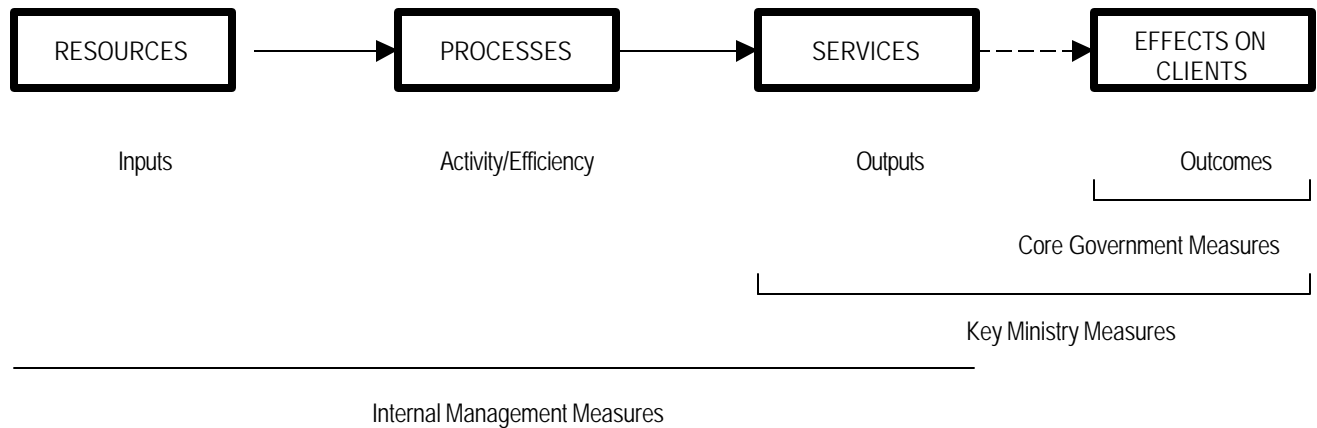 RESOURCES
PROCESSES
SERVICES
EFFECTS ON
CLIENTS
Inputs
Activity/Efficiency
Outputs
Outcomes
Core Government Measures
Key Ministry Measures
Internal Management Measures